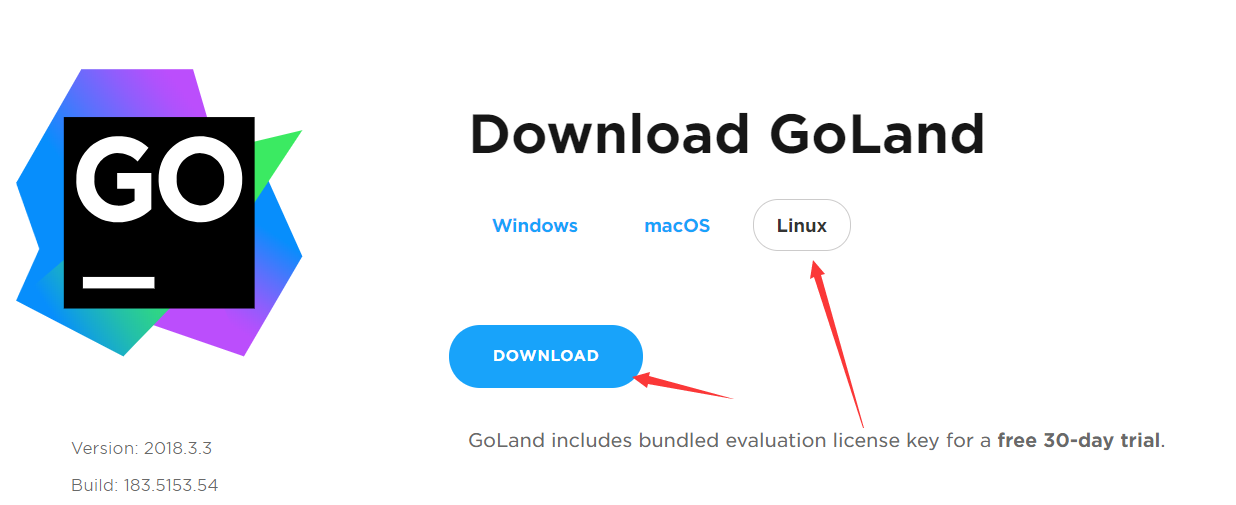 GO
Download GoLand
Windows macOS Linux
DOWNLOAD
GoLand includes bundled evaluation license key for a free 30-day trial.
Version: 2018.3.3
Build: 183.5153.54